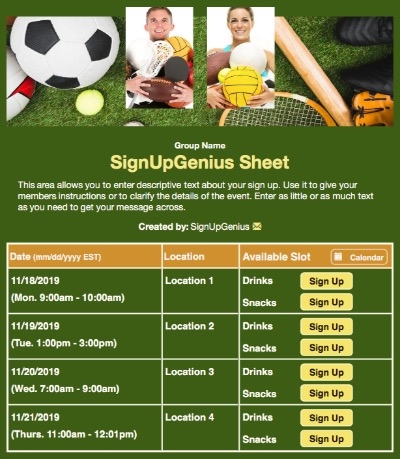 Group Name
SignUpGenius Sheet
This area allows you to enter descriptive text about your sign up. Use it to give your
members instructions or to clarify the details of the event. Enter as little or as much text
as you need to get your message across.
Created by: SignUpGenius
Date (mm/dd/yyyy EST) Location Available Slot Calendar
11/18/2019 Location 1 Drinks Sign Up
(Mon. 9:00am - 10:00am) Snacks Sign Up
11/19/2019 Location 2 Drinks Sign Up
(Tue. 1:00pm - 3:00pm) Snacks Sign Up
11/20/2019 Location 3 Drinks Sign Up
(Wed. 7:00am - 9:00am) Snacks Sign Up
11/21/2019 Location 4 Drinks Sign Up
(Thurs. 11:00am - 12:01pm) Snacks Sign Up